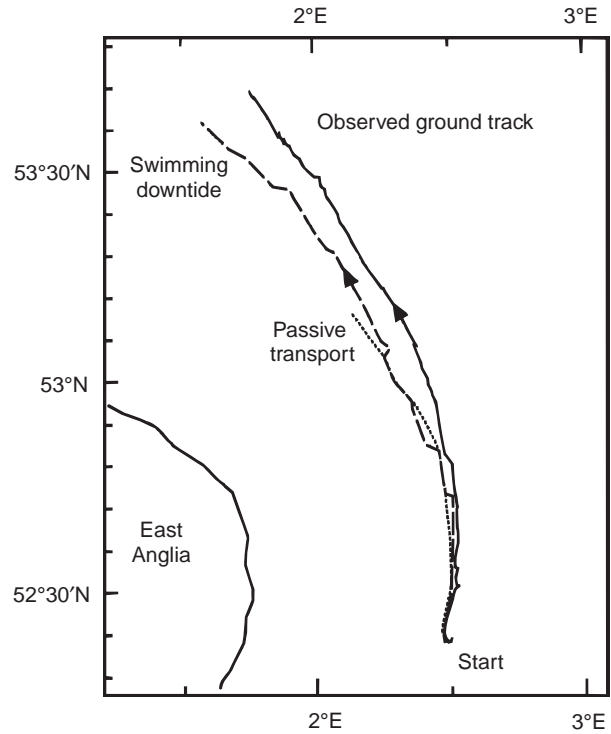 2°E
3°E
Observed ground track
53°30′N
Swimming
downtide
Passive
transport
53°N
East
Anglia
52°30′N
Start
2°E
3°E